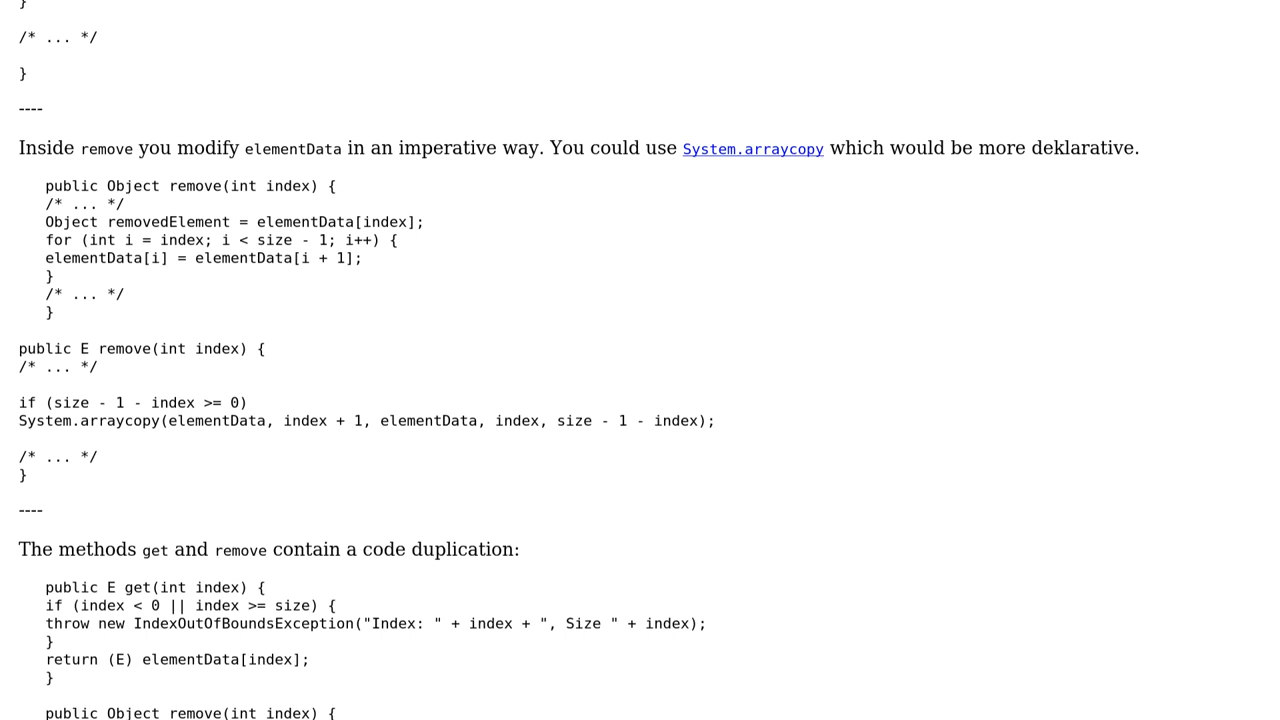 }
/* ... */
}
----
Inside remove you modify elementData in an imperative way. You could use System.arraycopy which would be more deklarative.
public Object remove(int index) {
/* ... */
Object removedElement = elementData[index];
for (int i = index; i < size - 1; i++) {
elementData[i] = elementData[i + 1];
}
/* ... */
}
public E remove(int index) {
/* ... */
if (size - 1 - index >= 0)
System.arraycopy(elementData, index + 1, elementData, index, size - 1 - index);
/* ... */
}
----
The methods get and remove contain a code duplication:
public E get(int index) {
if (index < 0 || index >= size) {
throw new IndexOutOfBoundsException("Index: " + index + ", Size " + index);
}
return (E) elementData[index];
}
public Object remove(int index) {